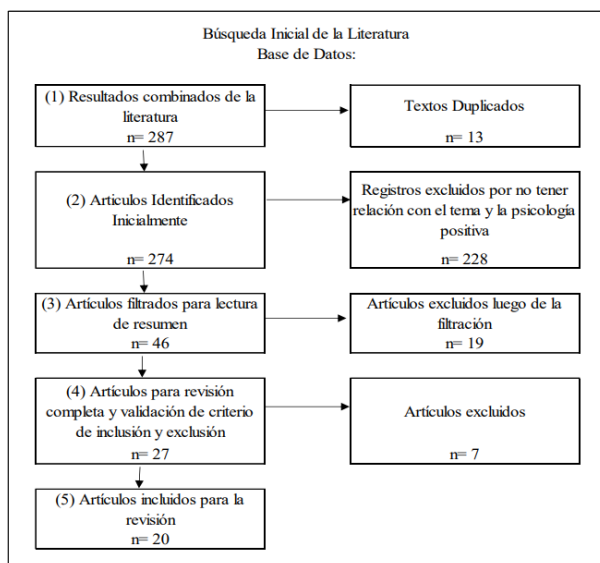 Búsqueda Inicial de la Literatura
Base de Datos:
(1) Resultados combinados de la
literatura
n= 287
Textos Duplicados
n= 13
(2) Articulos Identificados
Inicialmente
n= 274
Registros excluidos por no tener
relación con el tema y la psicología
positiva
n= 228
(3) Artículos filtrados para lectura
de resumen
n= 46
Artículos excluidos luego de la
filtración
n= 19
(4) Artículos para revisión
completa y validación de criterio
de inclusión y exclusión
n= 27
Artículos excluidos
n= 7
(5) Artículos incluidos para la
revisión
n= 20